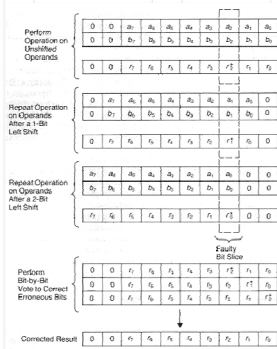 Perform
Operation on
Unshifted
Operands
0 0 a7 a6 a5 a4 a3 a2 a1 a0
0 0 b7 b6 b5 b4 b3 b2 b1 b0
0 0 r7 r6 r5 r4 r3 r2* r1 r0
Repeat Operation
on Operands
After a 1-Bit
Left Shift
0 a7 a6 a5 a4 a3 a2 a1 a0 0
0 b7 b6 b5 b4 b3 b2 b1 b0 0
0 r7 r6 r5 r4 r3 r2 r1* r0 0
Repeat Operation
on Operands
After a 2-Bit
Left Shift
a7 a6 a5 a4 a3 a2 a1 a0 0 0
b7 b6 b5 b4 b3 b2 b1 b0 0 0
r7 r6 r5 r4 r3 r2 r1 r0* 0 0
Faulty
Bit Slice
Perform
Bit-by-Bit
Vote to Correct
Erroneous Bits
0 0 r7 r6 r5 r4 r3 r2* r1 r0
0 0 r7 r6 r5 r4 r3 r2 r1* r0
0 0 r7 r6 r5 r4 r3 r2 r1 r0*
Corrected Result
0 0 r7 r6 r5 r4 r3 r2 r1 r0